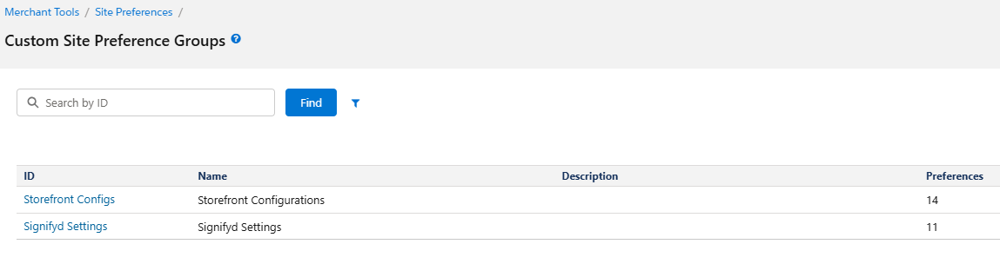 Merchant Tools / Site Preferences /
Custom Site Preference Groups ?
Search by ID Find
ID Name Description Preferences
Storefront Configs Storefront Configurations 14
Signifyd Settings Signifyd Settings 11